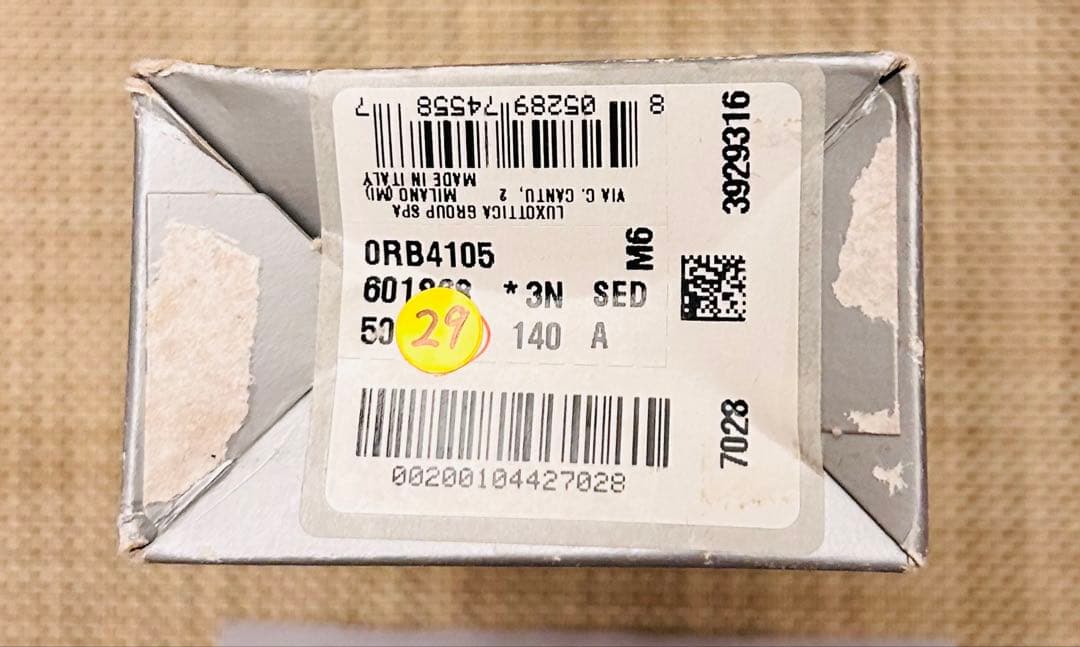 8 05289 74558 7
LUXOTTICA GROUP SPA
VIA C. CANTU, 2 MILANO (MI)
MADE IN ITALY
0RB4105
M6
* 3N SED
50
29
140 A
00200104427028
3929316
7028